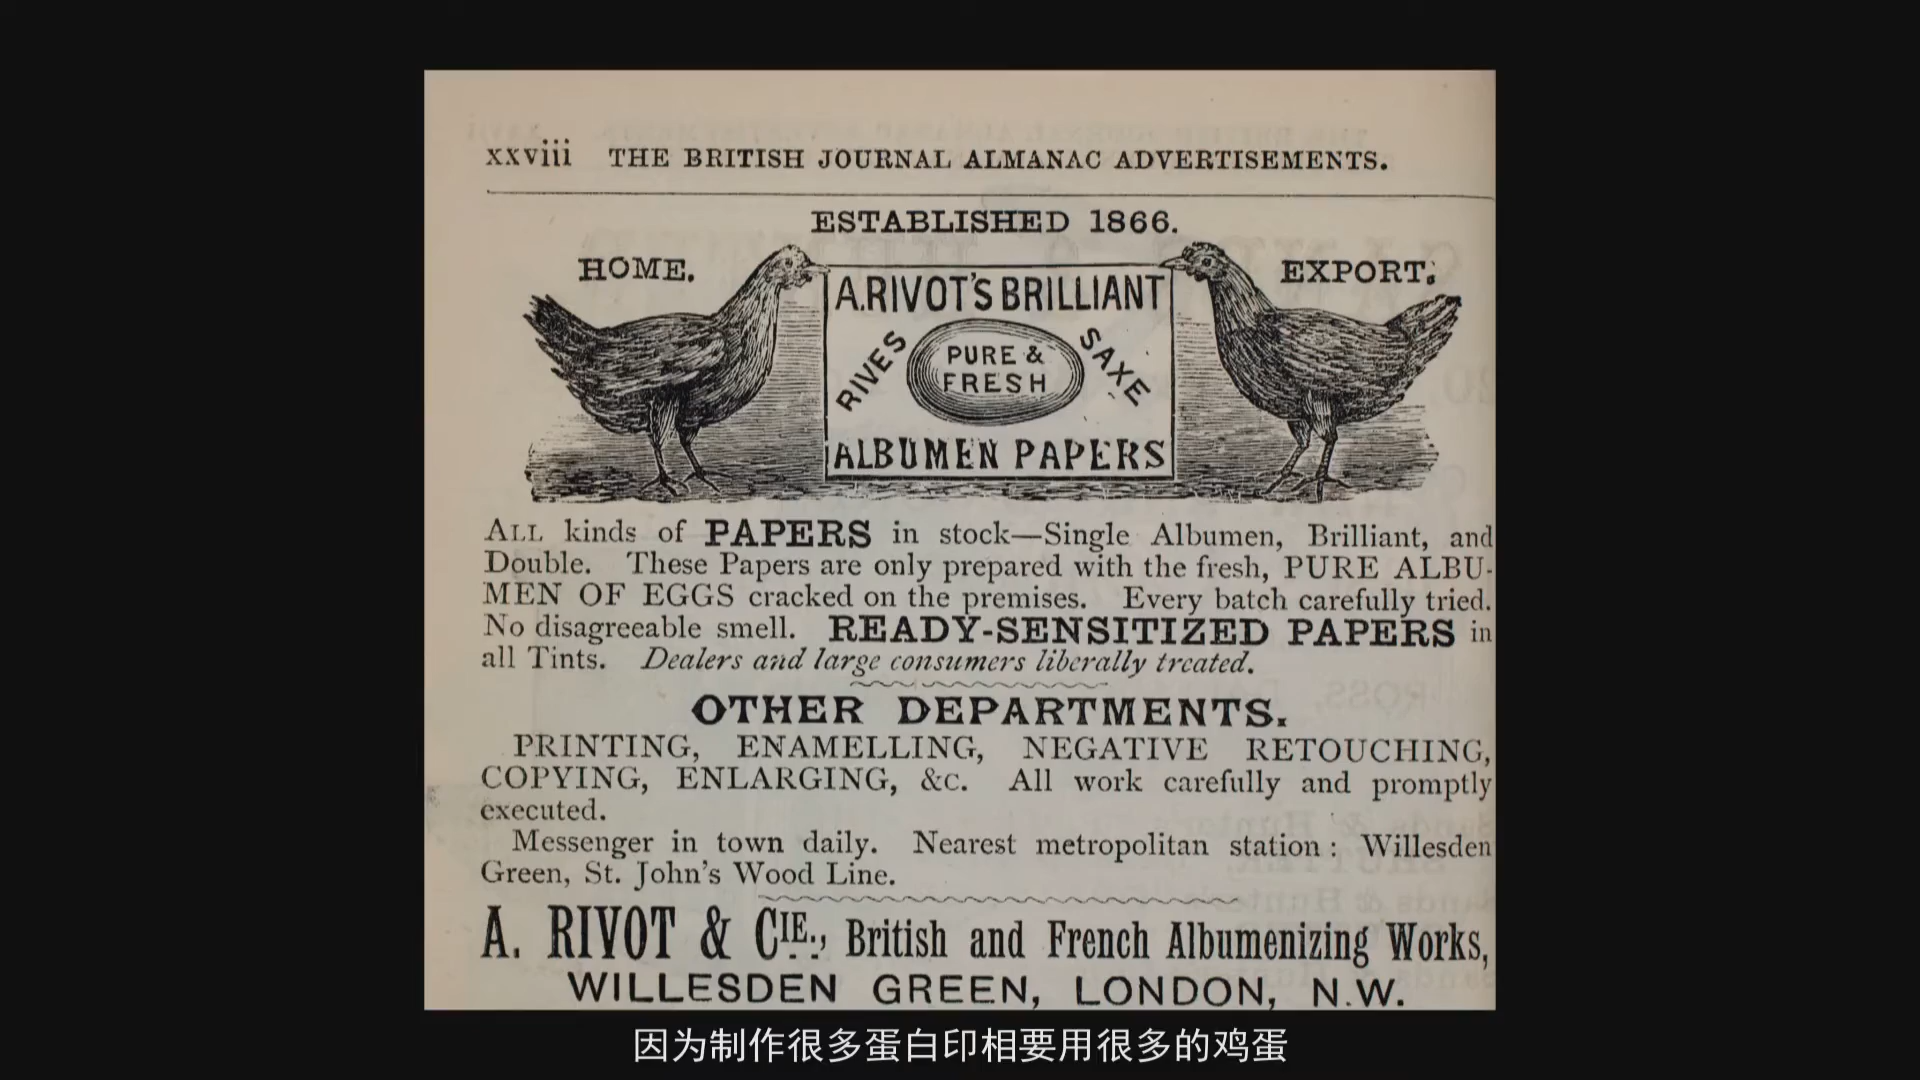 xxviii THE BRITISH JOURNAL ALMANAC ADVERTISEMENTS.
ESTABLISHED 1866.
HOME.
EXPORT.
A. RIVOT'S BRILLIANT
RIVES
PURE &
FRESH
SAXE
ALBUMEN PAPERS
ALL kinds of PAPERS in stock—Single Albumen, Brilliant, and
Double. These Papers are only prepared with the fresh, PURE ALBU-
MEN OF EGGS cracked on the premises. Every batch carefully tried.
No disagreeable smell. READY-SENSITIZED PAPERS in
all Tints. Dealers and large consumers liberally treated.
OTHER DEPARTMENTS.
PRINTING, ENAMELLING, NEGATIVE RETOUCHING,
COPYING, ENLARGING, &c. All work carefully and promptly
executed.
Messenger in town daily. Nearest metropolitan station: Willesden
Green, St. John's Wood Line.
A. RIVOT & CIE., British and French Albumenizing Works,
WILLESDEN GREEN, LONDON, N.W.
因为制作很多蛋白印相要用很多的鸡蛋